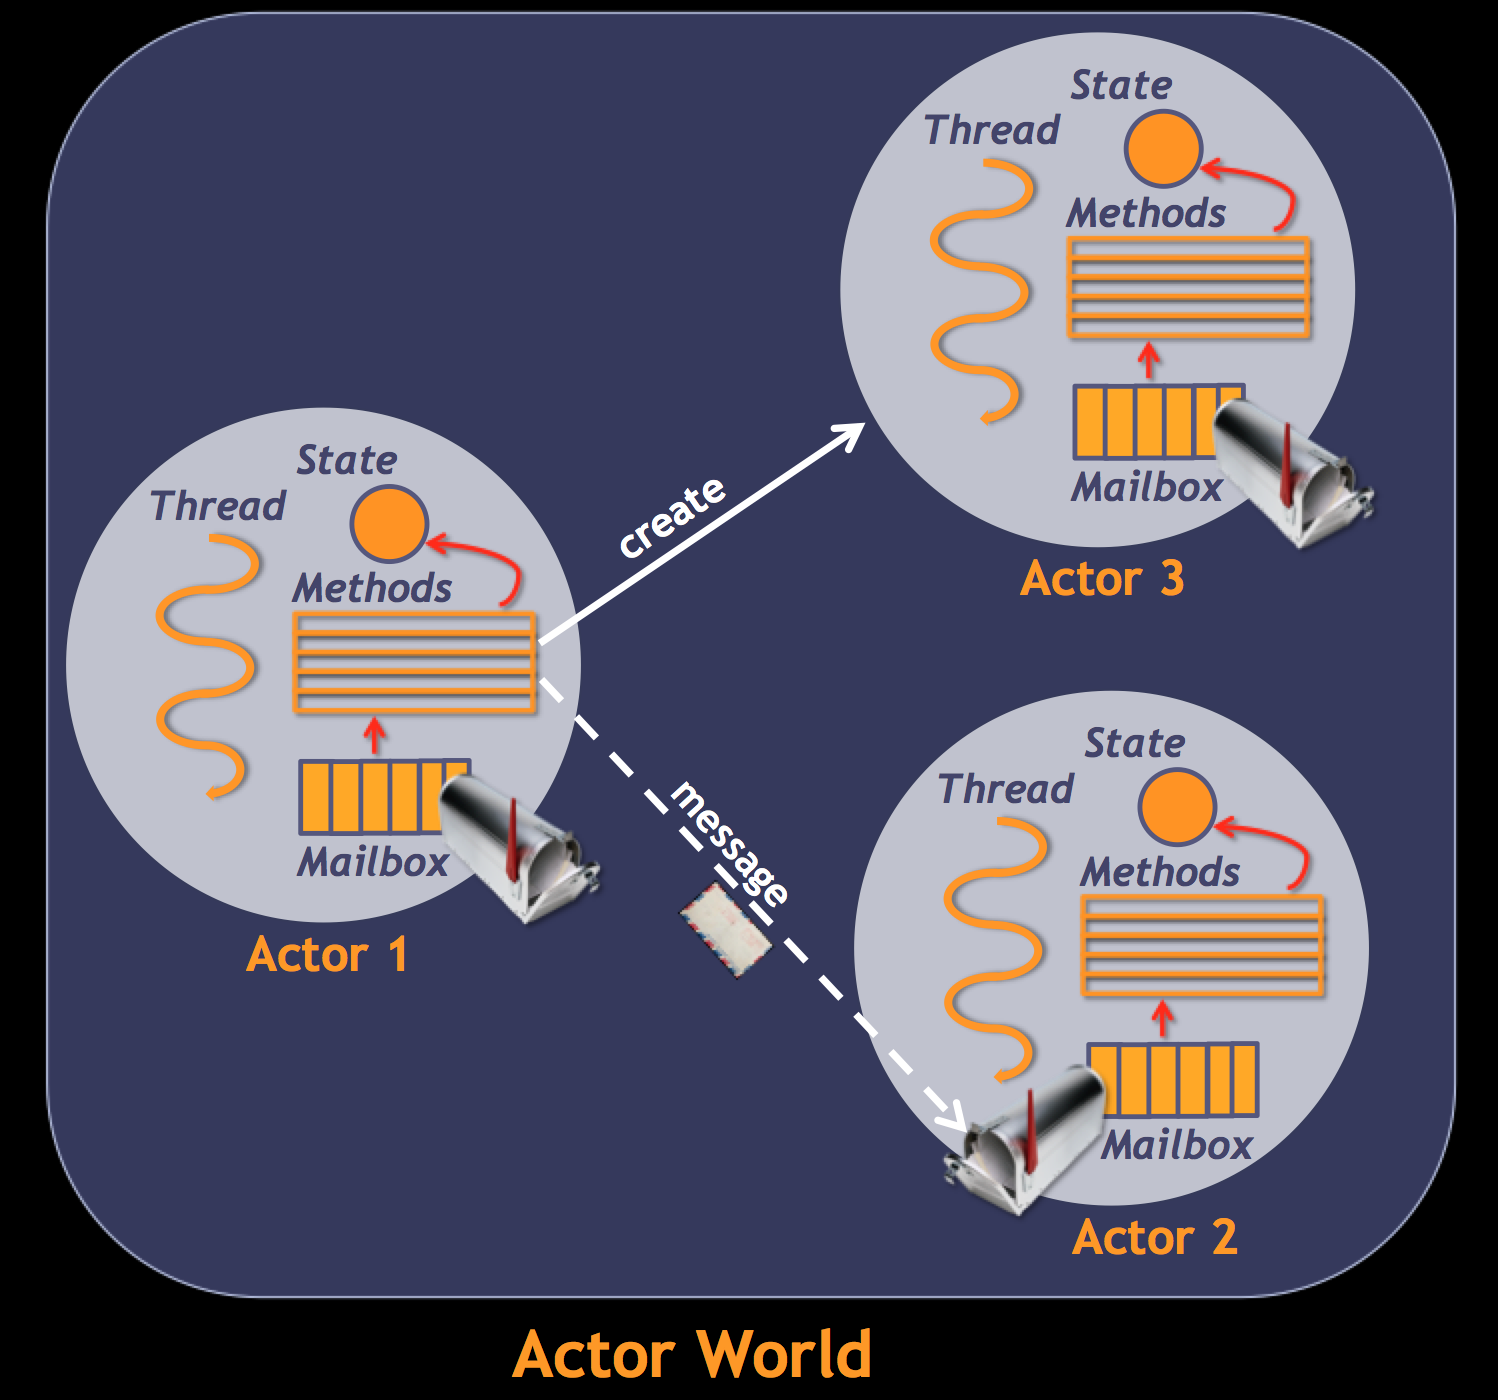 State
Thread
Methods
Mailbox
Actor 3
create
State
Thread
Methods
Mailbox
Actor 1
message
State
Thread
Methods
Mailbox
Actor 2
Actor World